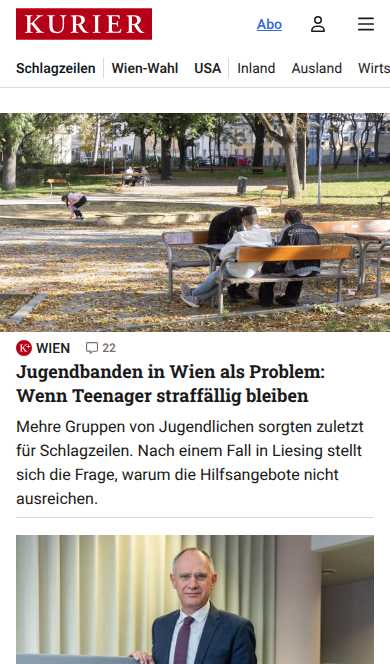 KURIER
Abo
Schlagzeilen Wien-Wahl USA Inland Ausland Wirts
K+ WIEN 22
Jugendbanden in Wien als Problem:
Wenn Teenager straffällig bleiben
Mehre Gruppen von Jugendlichen sorgten zuletzt
für Schlagzeilen. Nach einem Fall in Liesing stellt
sich die Frage, warum die Hilfsangebote nicht
ausreichen.